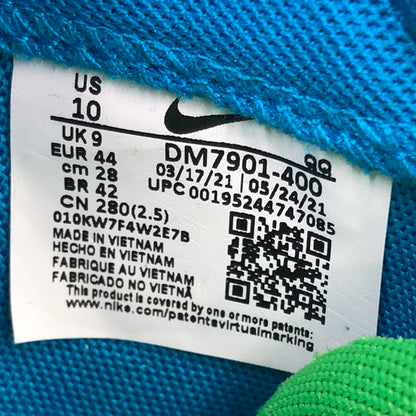 US
10
UK 9
EUR 44
cm 28
BR 42
CN 280(2.5)
010KW7F4W2E7B
QQ
DM7901-400
03/17/21 | 05/24/21
UPC 00195244747085
MADE IN VIETNAM
HECHO EN VIETNAM
FABRIQUE AU VIETNAM
FABRICADO NO VIETNÃ
This product is covered by one or more patents:
www.nike.com/patentsvirtualmarking